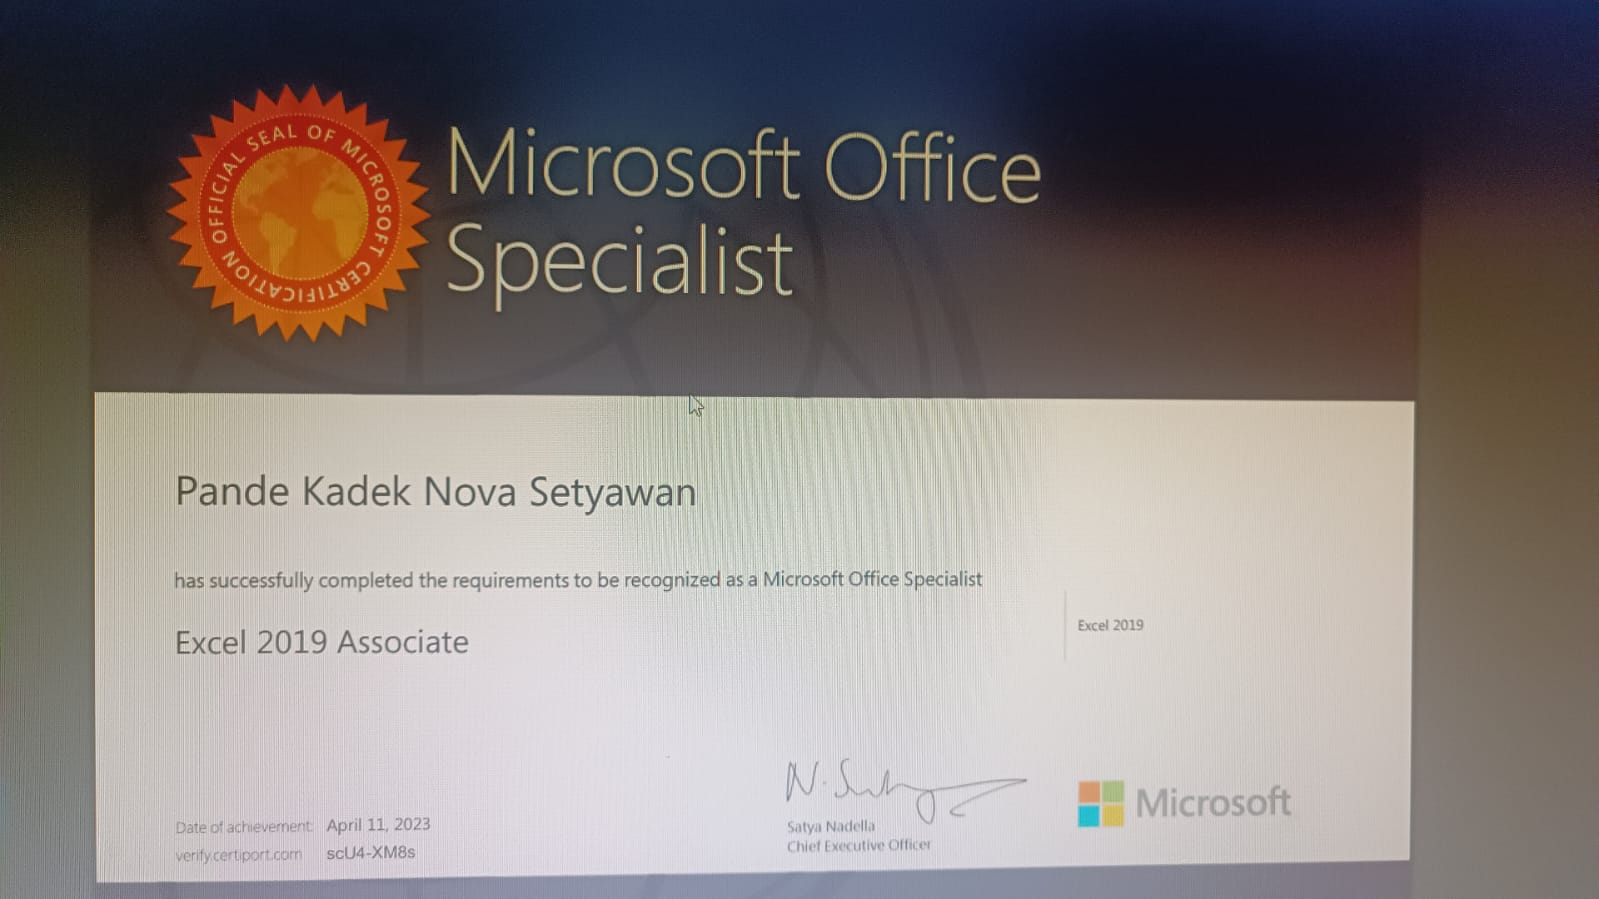 OFFICIAL SEAL OF MICROSOFT CERTIFICATION
Microsoft Office
Specialist
Pande Kadek Nova Setyawan
has successfully completed the requirements to be recognized as a Microsoft Office Specialist
Excel 2019 Associate
Excel 2019
Date of achievement: April 11, 2023
verify.certiport.com scU4-XM8s
Satya Nadella
Chief Executive Officer
Microsoft